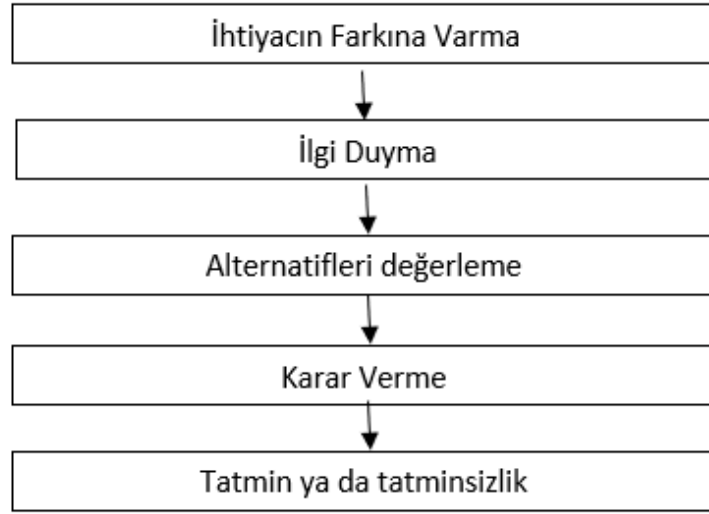 İhtiyacın Farkına Varma
İlgi Duyma
Alternatifleri değerleme
Karar Verme
Tatmin ya da tatminsizlik